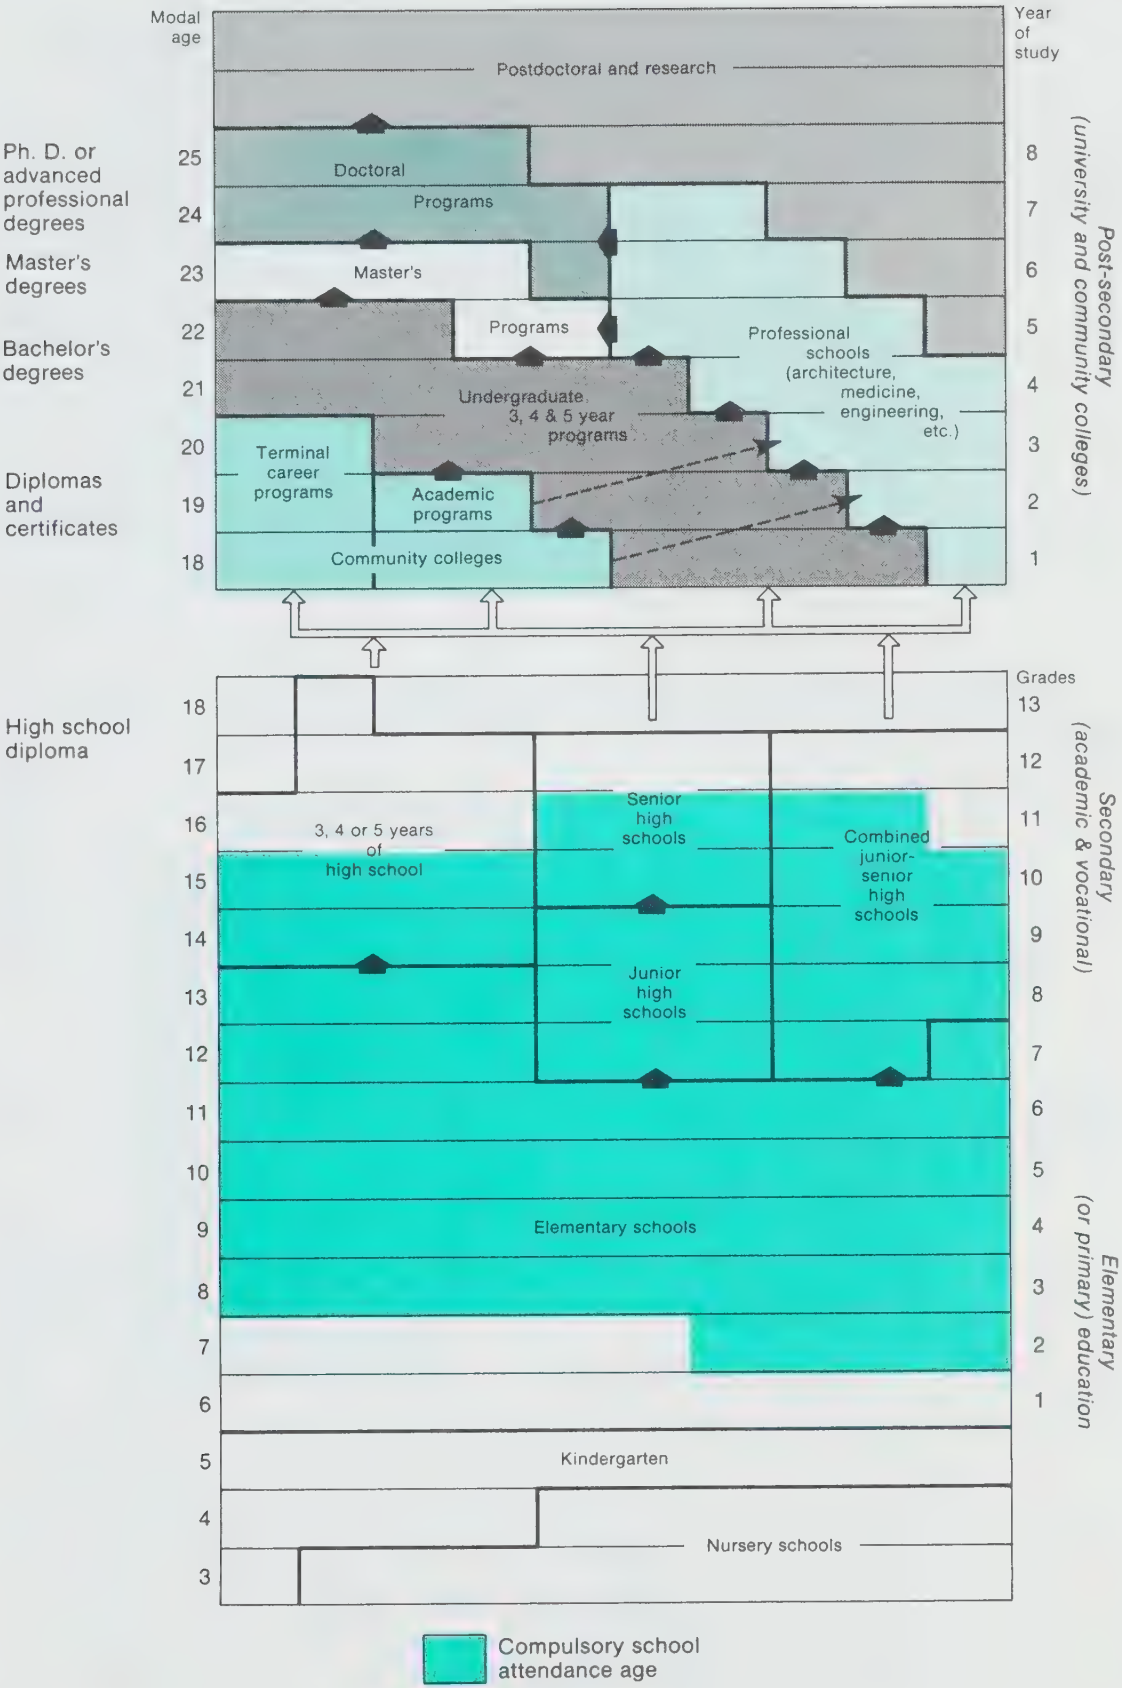 Modal
age
Year
of
study
Postdoctoral and research
Ph. D. or
advanced
professional
degrees
25
Doctoral
8
24
Programs
7
Master's
degrees
23
Master's
6
Bachelor's
degrees
22
Programs
5
Professional
schools
(architecture,
medicine,
engineering,
etc.)
21
Undergraduate
3, 4 & 5 year
programs
4
20
Terminal
career
programs
3
Diplomas
and
certificates
19
Academic
programs
2
18
Community colleges
1
Post-secondary
(university and community colleges)
Grades
High school
diploma
18
13
17
12
16
Senior
high
schools
11
3, 4 or 5 years
of
high school
Combined
junior-
senior
high
schools
15
10
14
9
13
Junior
high
schools
8
12
7
Secondary
(academic & vocational)
11
6
10
5
9
Elementary schools
4
8
3
7
2
6
1
Elementary
(or primary) education
5
Kindergarten
4
Nursery schools
3
Compulsory school
attendance age